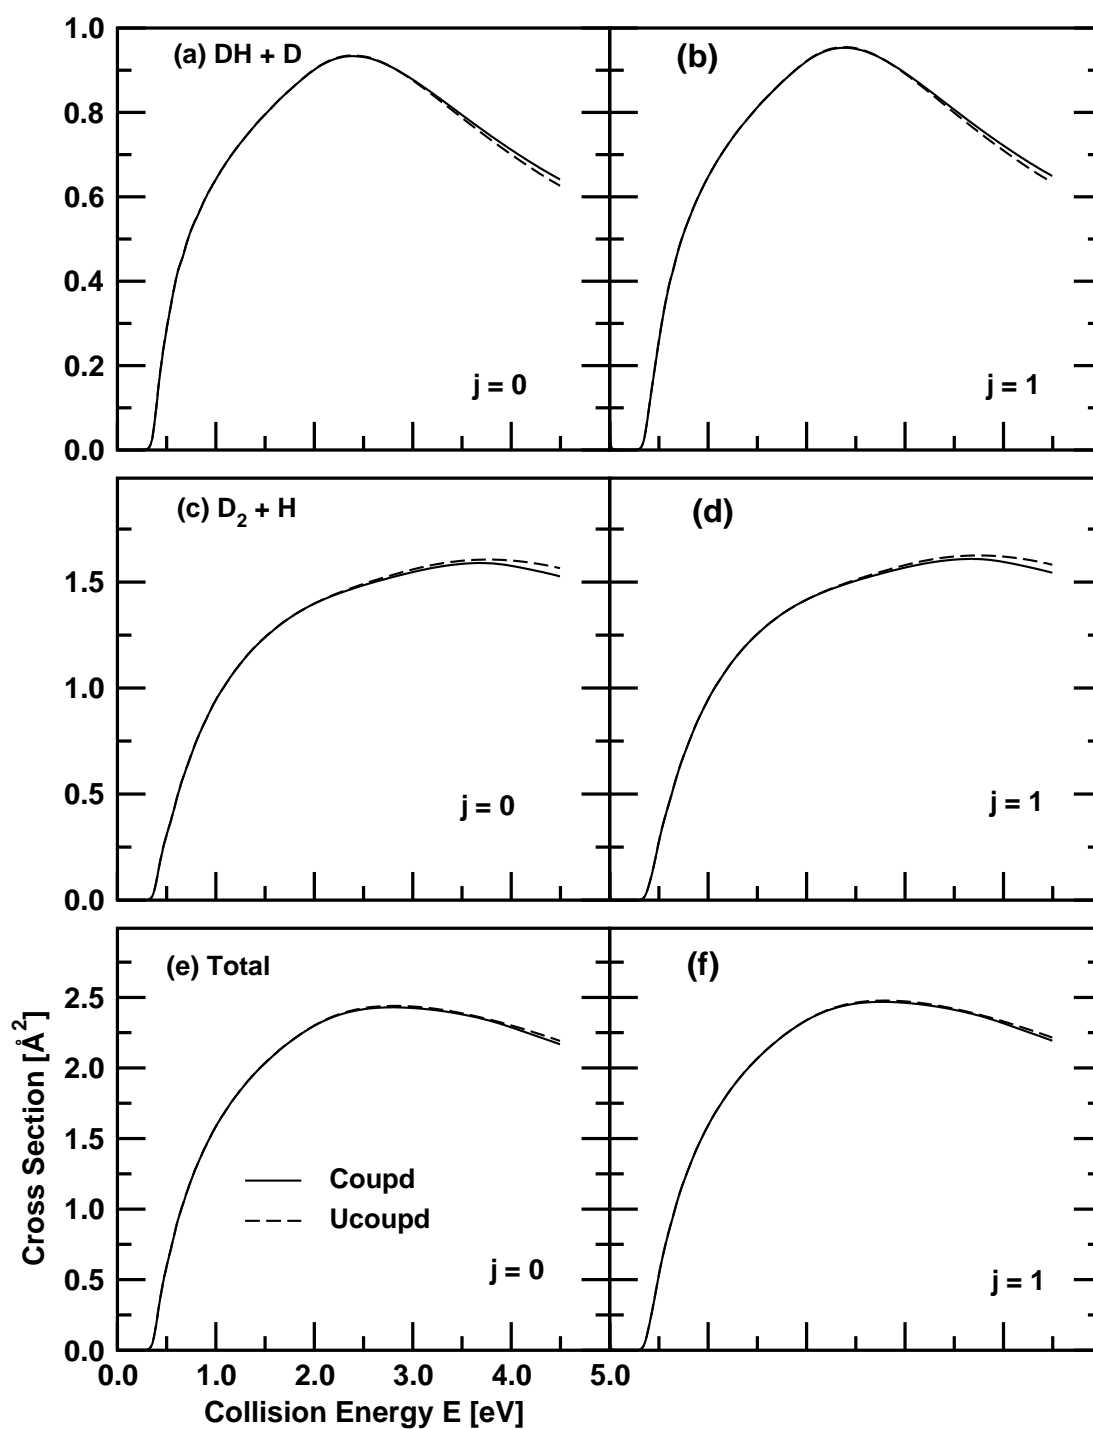 1.0
(a) DH + D
(b)
0.8
0.6
0.4
0.2
j = 0
j = 1
0.0
(c) D2 + H
(d)
1.5
1.0
0.5
j = 0
j = 1
0.0
(e) Total
(f)
2.5
2.0
1.5
1.0
0.5
0.0
Cross Section [Å2]
Coupd
Ucoupd
j = 0
j = 1
0.0 1.0 2.0 3.0 4.0 5.0
Collision Energy E [eV]